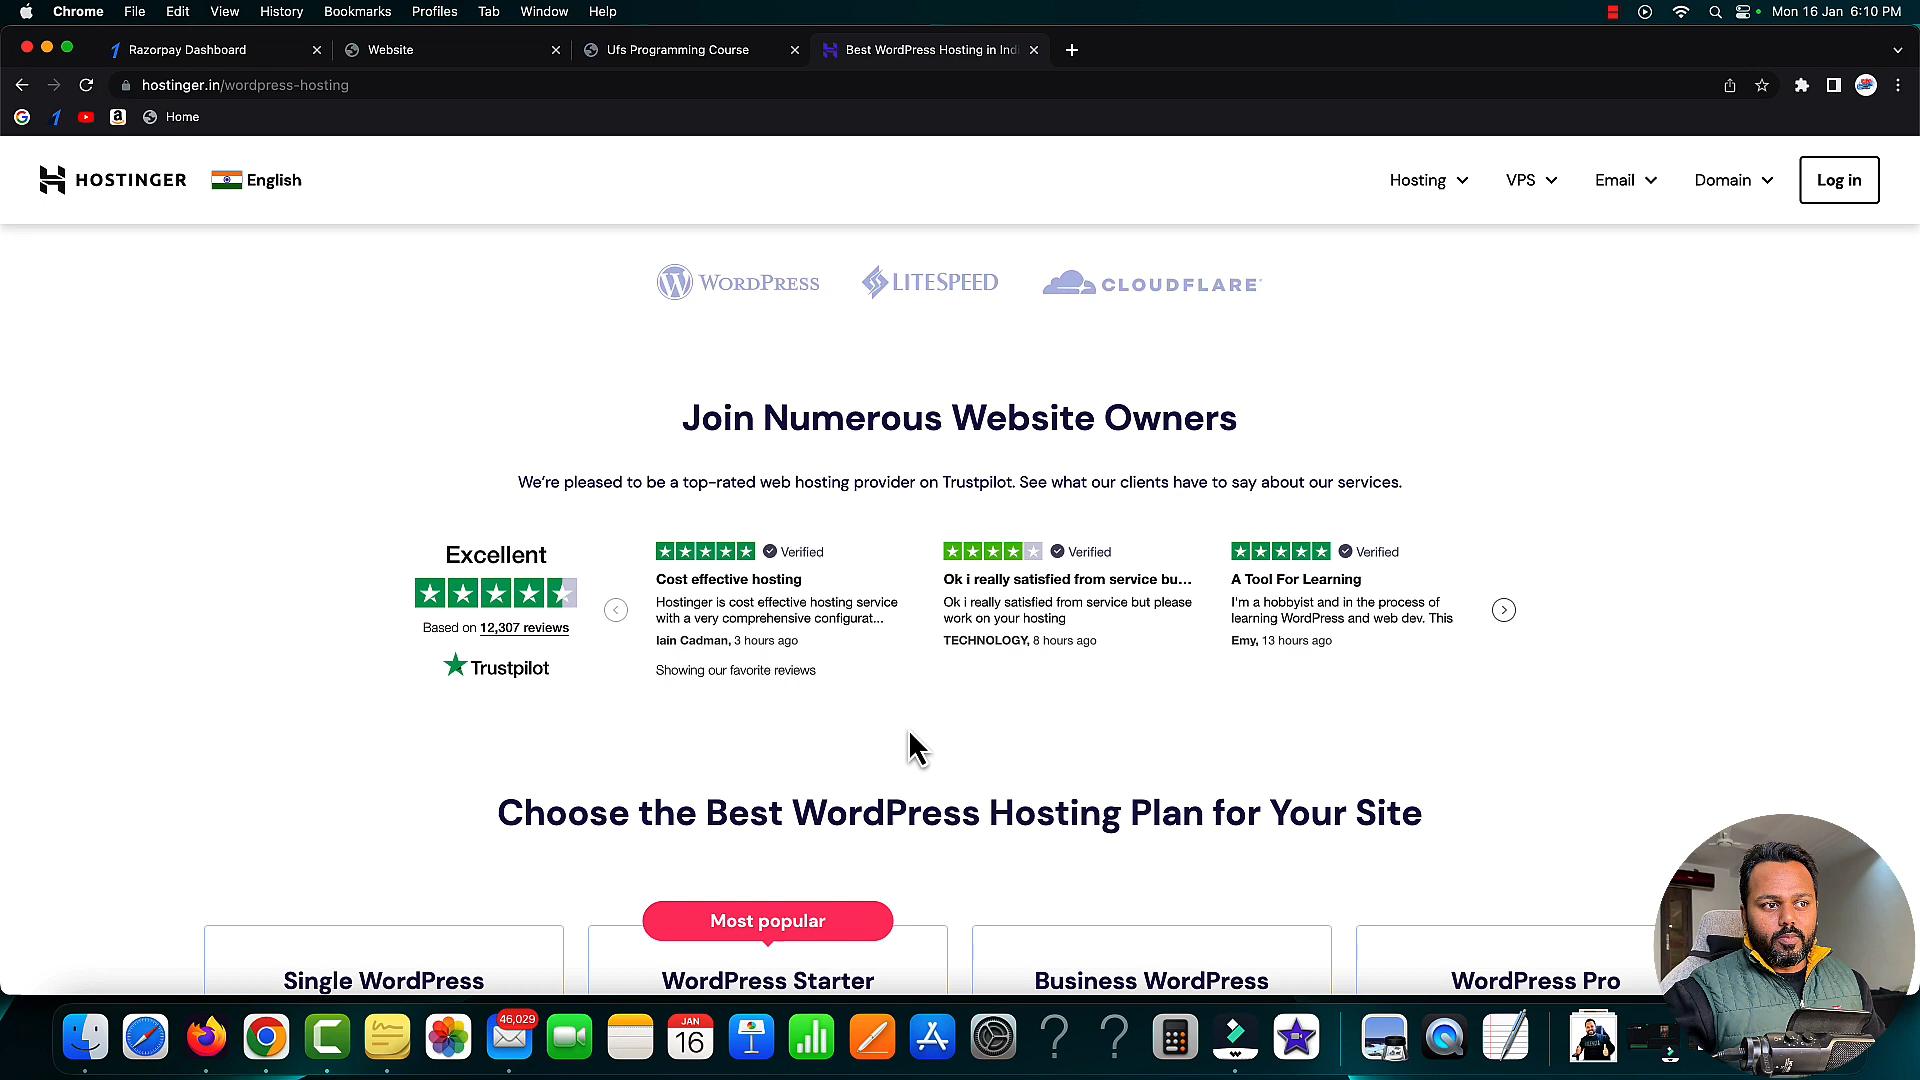 Chrome File Edit View History Bookmarks Profiles Tab Window Help
Mon 16 Jan 6:10 PM
Razorpay Dashboard
Website
Ufs Programming Course
Best WordPress Hosting in Indi
hostinger.in/wordpress-hosting
Home
HOSTINGER
English
Hosting
VPS
Email
Domain
Log in
WORDPRESS
LITESPEED
CLOUDFLARE
Join Numerous Website Owners
We're pleased to be a top-rated web hosting provider on Trustpilot. See what our clients have to say about our services.
Excellent
Based on 12,307 reviews
Trustpilot
Verified
Cost effective hosting
Hostinger is cost effective hosting service
with a very comprehensive configurat...
Iain Cadman, 3 hours ago
Showing our favorite reviews
Verified
Ok i really satisfied from service bu...
Ok i really satisfied from service but please
work on your hosting
TECHNOLOGY, 8 hours ago
Verified
A Tool For Learning
I'm a hobbyist and in the process of
learning WordPress and web dev. This
Emy, 13 hours ago
Choose the Best WordPress Hosting Plan for Your Site
Most popular
Single WordPress
WordPress Starter
Business WordPress
WordPress Pro
46,029
JAN
16